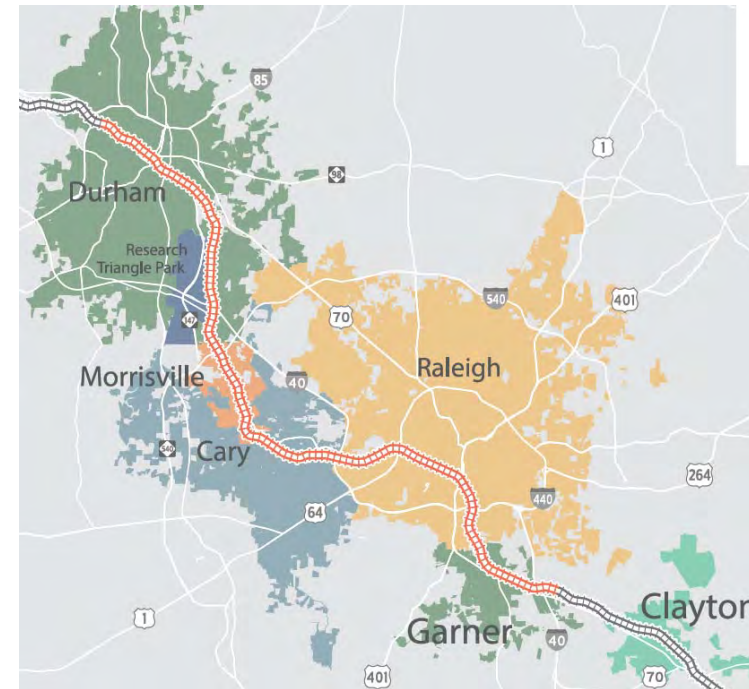 85
1
98
Durham
Research
Triangle Park
540
401
70
147
Raleigh
Morrisville
40
Cary
540
264
440
64
Clayton
1
Garner
40
401
70